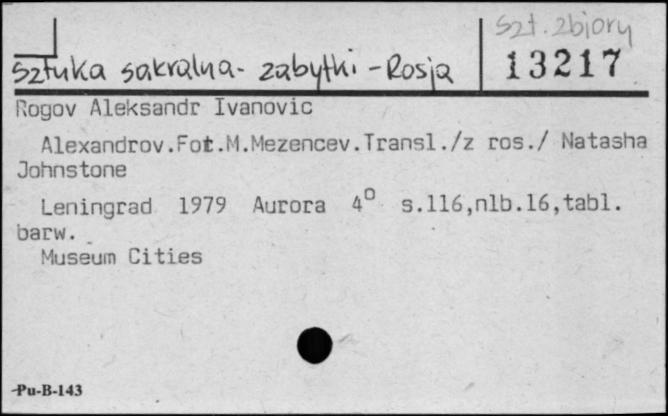 Szt. zbiory
Sztuka sakralna - zabytki - Rosja
13217
Rogov Aleksandr Ivanovic
Alexandrov.Fot.M.Mezencev.Transl./z ros./ Natasha
Johnstone
Leningrad 1979 Aurora 4° s.116,nlb.16,tabl.
barw.
Museum Cities
Pu-B-143